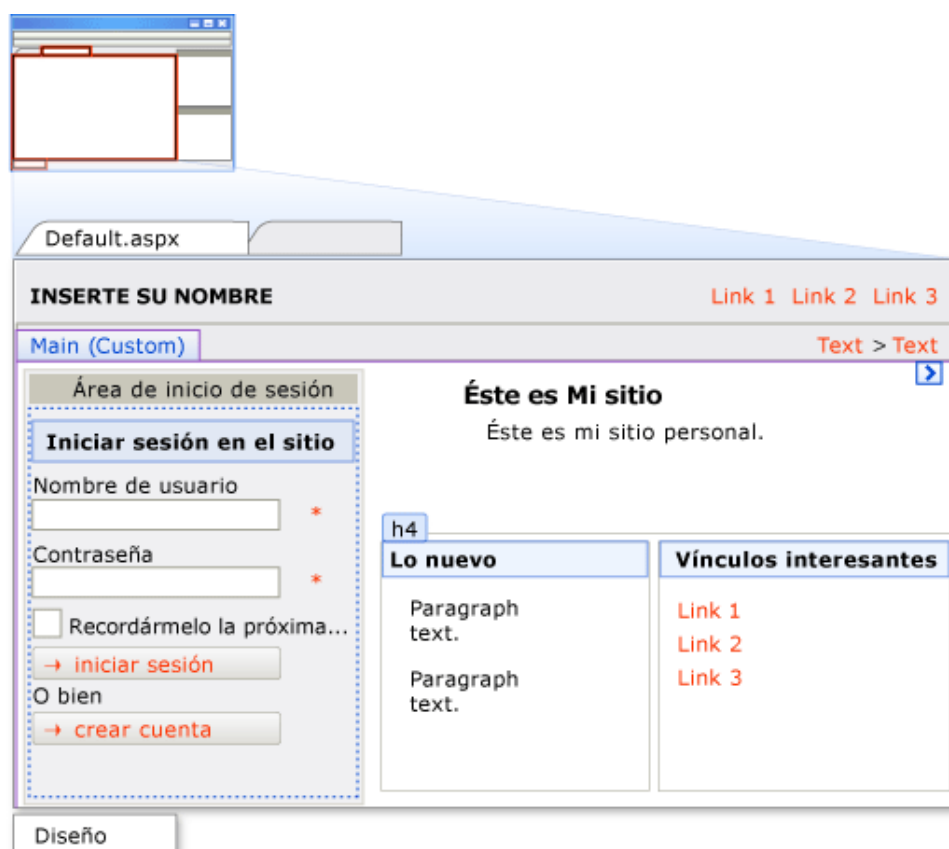 Default.aspx
INSERTE SU NOMBRE
Link 1 Link 2 Link 3
Main (Custom)
Text > Text
Área de inicio de sesión
Iniciar sesión en el sitio
Nombre de usuario
*
Contraseña
*
Recordármelo la próxima...
→ iniciar sesión
O bien
→ crear cuenta
Éste es Mi sitio
Éste es mi sitio personal.
h4
Lo nuevo
Paragraph
text.
Paragraph
text.
Vínculos interesantes
Link 1
Link 2
Link 3
Diseño